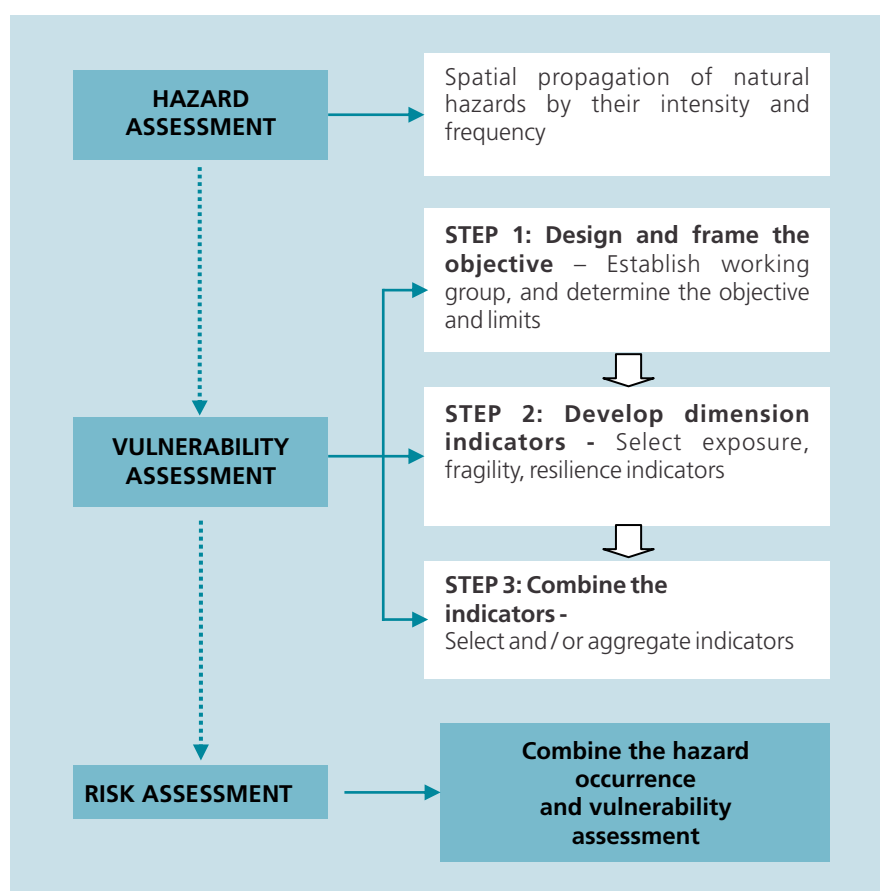 HAZARD
ASSESSMENT
Spatial propagation of natural
hazards by their intensity and
frequency
STEP 1: Design and frame the
objective – Establish working
group, and determine the objective
and limits
VULNERABILITY
ASSESSMENT
STEP 2: Develop dimension
indicators - Select exposure,
fragility, resilience indicators
STEP 3: Combine the
indicators -
Select and / or aggregate indicators
RISK ASSESSMENT
Combine the hazard
occurrence
and vulnerability
assessment